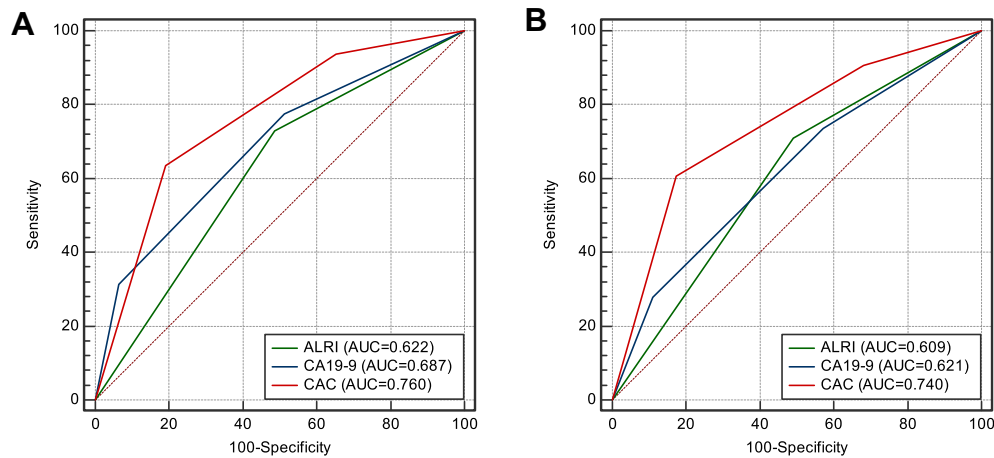 A
100
80
60
40
20
0
Sensitivity
ALRI (AUC=0.622)
CA19-9 (AUC=0.687)
CAC (AUC=0.760)
0 20 40 60 80 100
100-Specificity
B
100
80
60
40
20
0
Sensitivity
ALRI (AUC=0.609)
CA19-9 (AUC=0.621)
CAC (AUC=0.740)
0 20 40 60 80 100
100-Specificity